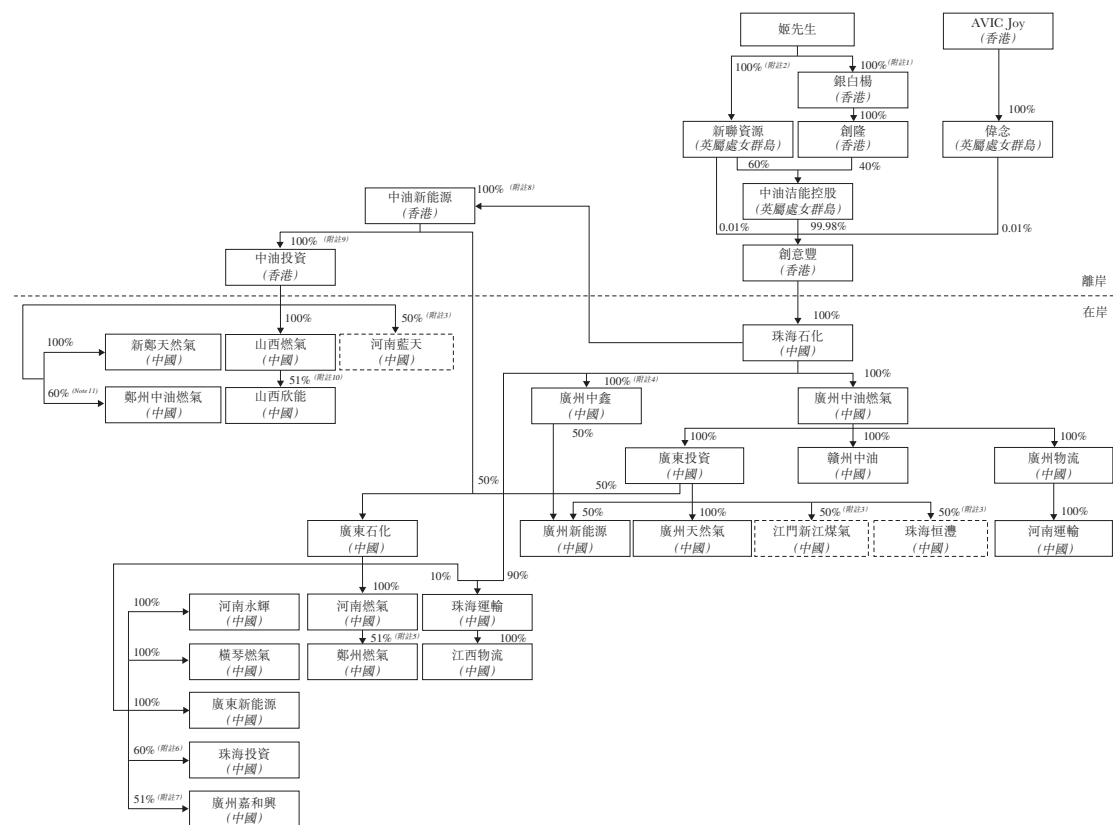 姬先生
AVIC Joy
(香港)
100% (附註2)
100% (附註1)
銀白楊
(香港)
100%
100%
新聯資源
(英屬處女群島)
創隆
(香港)
偉念
(英屬處女群島)
60%
40%
中油新能源
(香港)
100% (附註8)
中油洁能控股
(英屬處女群島)
0.01%
99.98%
0.01%
100% (附註9)
中油投資
(香港)
創意豐
(香港)
離岸
在岸
100%
50% (附註3)
100%
100%
新鄭天然氣
(中國)
山西燃氣
(中國)
河南藍天
(中國)
珠海石化
(中國)
60% (Note 11)
51% (附註10)
100% (附註4)
100%
鄭州中油燃氣
(中國)
山西欣能
(中國)
廣州中鑫
(中國)
廣州中油燃氣
(中國)
50%
100%
100%
100%
廣東投資
(中國)
贛州中油
(中國)
廣州物流
(中國)
50%
50%
50%
100%
50% (附註3)
50% (附註3)
100%
廣東石化
(中國)
廣州新能源
(中國)
廣州天然氣
(中國)
江門新江煤氣
(中國)
珠海恒灃
(中國)
河南運輸
(中國)
10%
90%
100%
100%
河南永輝
(中國)
河南燃氣
(中國)
珠海運輸
(中國)
51% (附註5)
100%
100%
橫琴燃氣
(中國)
鄭州燃氣
(中國)
江西物流
(中國)
100%
廣東新能源
(中國)
60% (附註6)
珠海投資
(中國)
51% (附註7)
廣州嘉和興
(中國)